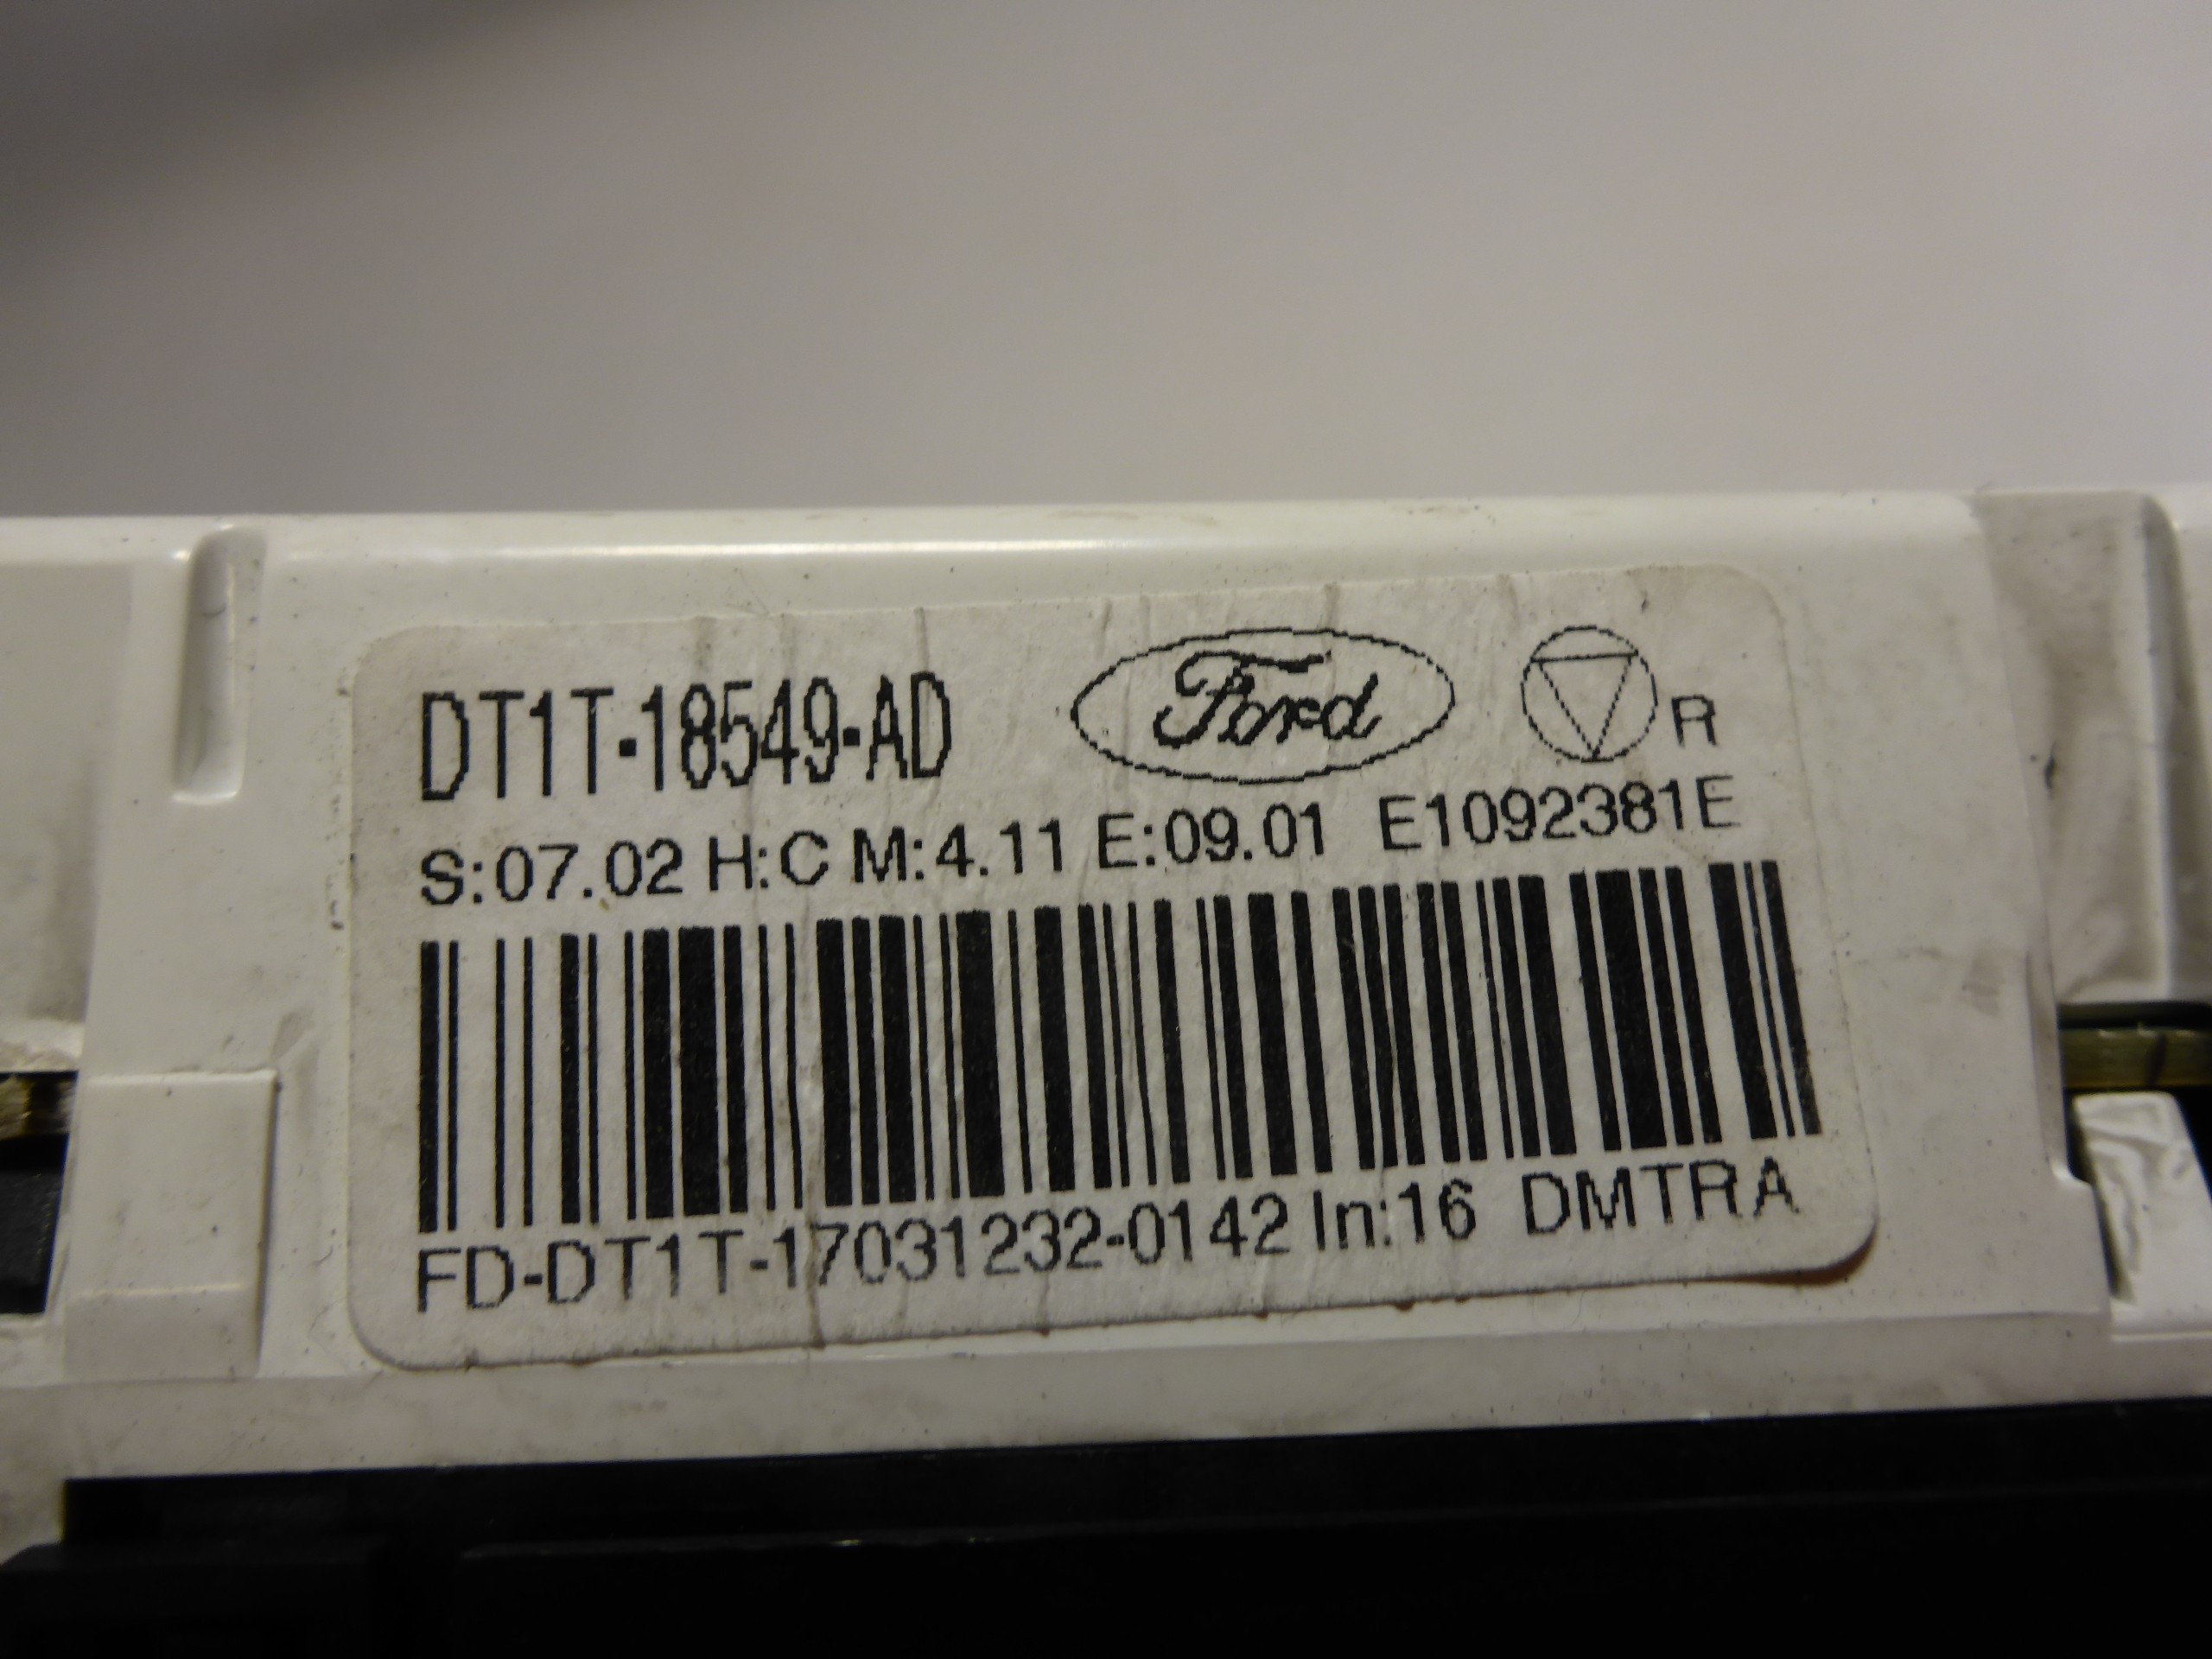 DT1T-18549-AD Ford R
S:07.02 H:C M:4.11 E:09.01 E1092381E
FD-DT1T-17031232-0142 In:16 DMTRA